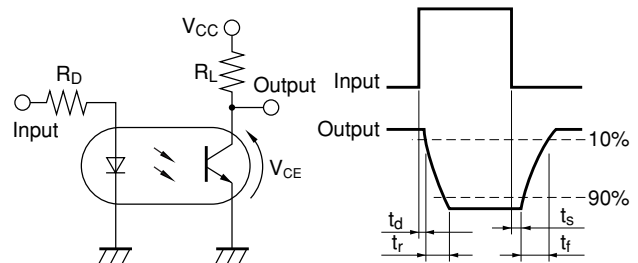 V_CC
R_D
R_L
Output
Input
V_CE
Input
Output
10%
90%
t_d
t_s
t_r
t_f